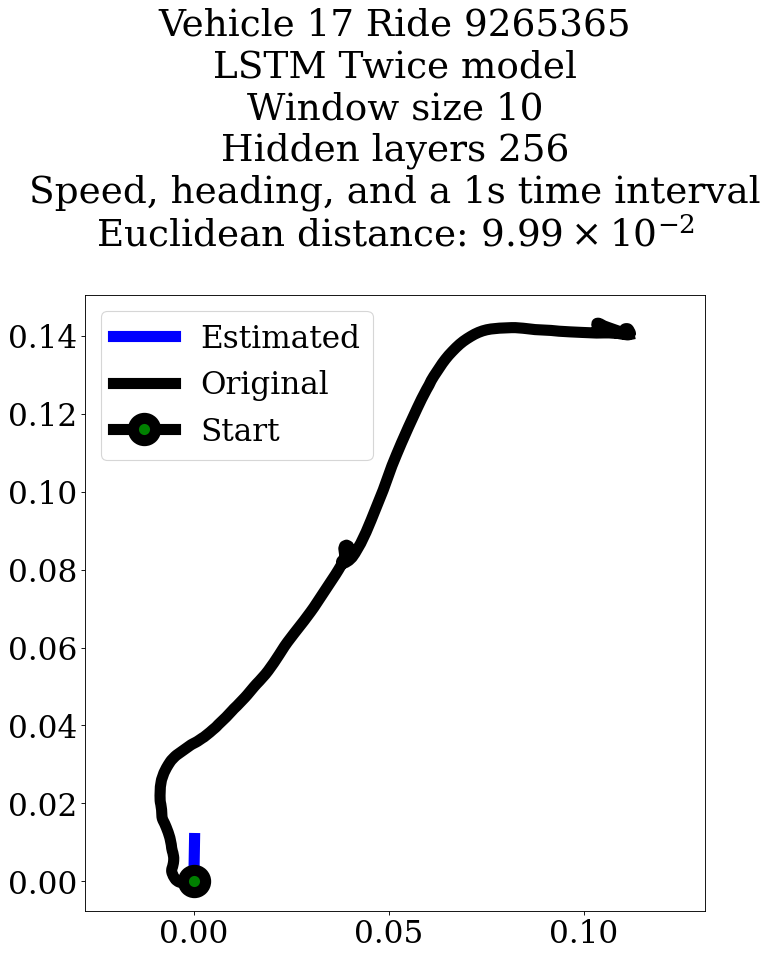 Vehicle 17 Ride 9265365
LSTM Twice model
Window size 10
Hidden layers 256
Speed, heading, and a 1s time interval
Euclidean distance: 9.99 × 10⁻²
Estimated
Original
Start
0.14
0.12
0.10
0.08
0.06
0.04
0.02
0.00
0.00 0.05 0.10